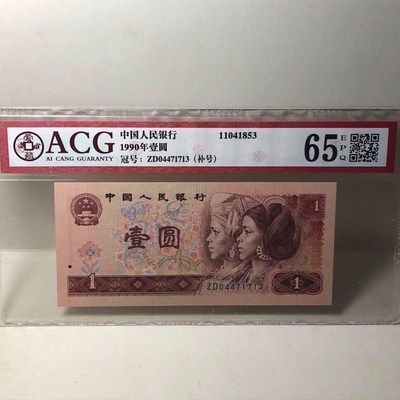 ACG
AI CANG GUARANTY
中国人民银行 11041853
1990年壹圆
冠号：ZD04471713（补号）
65 EPQ
中国人民银行
1
壹圆
ZD04471713
1
1